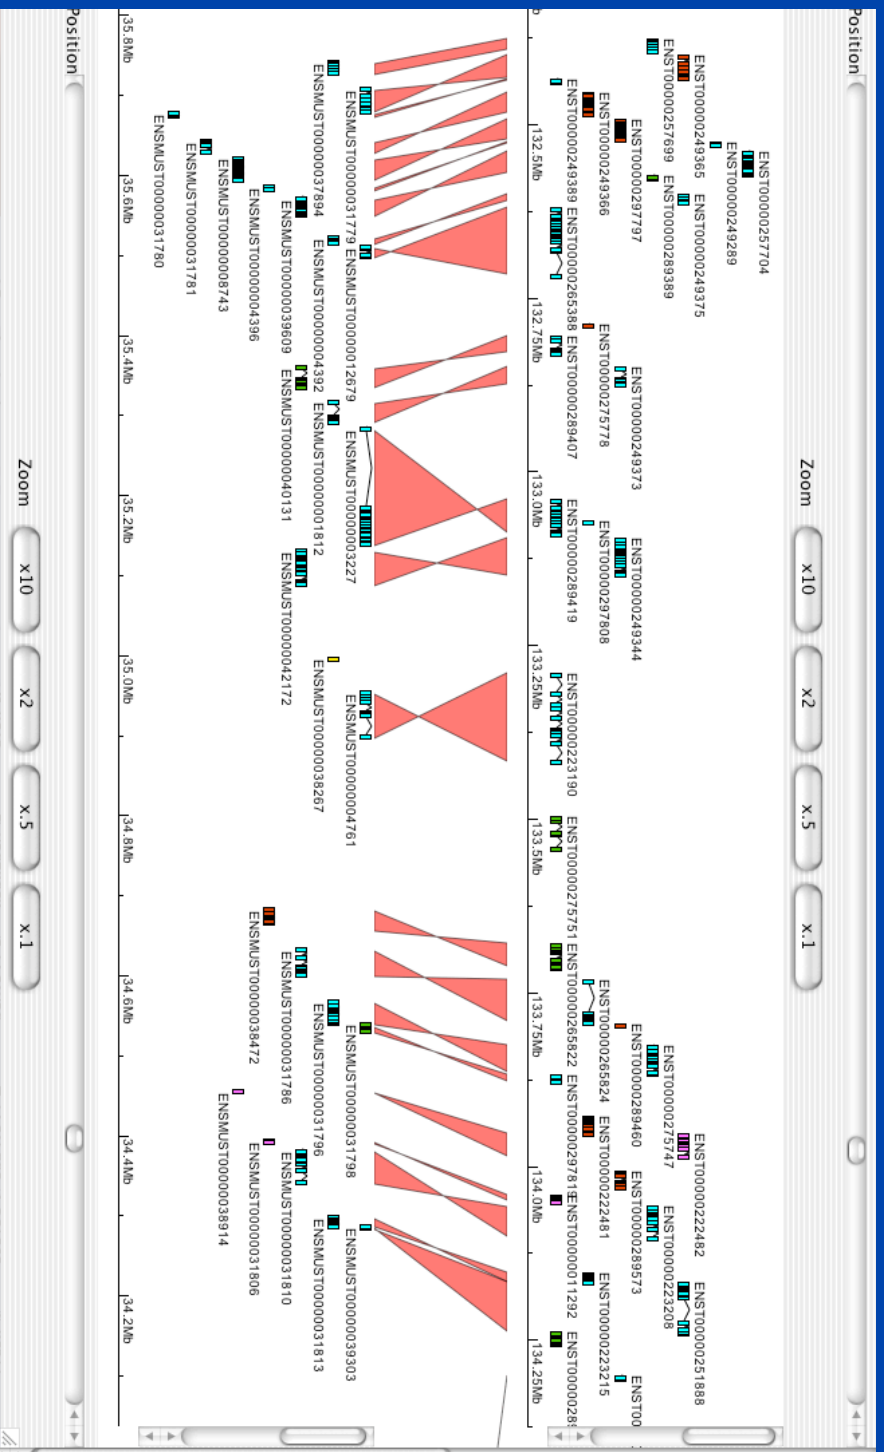 Position
Zoom x10 x2 x.5 x.1
ENST00000257704
ENST00000249289
ENST00000249365 ENST00000249375 ENST00000222482 ENST00000251888
ENST00000257699 ENST00000289389 ENST00000275747 ENST00000223208
ENST00000297797 ENST00000249373 ENST00000249344 ENST00000289460 ENST00000289573 ENST00
ENST00000249366 ENST00000275778 ENST00000297808 ENST00000265824 ENST00000222481 ENST00000223215
ENST00000249389 ENST00000265388 ENST00000289407 ENST00000289419 ENST00000223190 ENST00000275751 ENST00000265822 ENST00000297819 ENST00000011292
b 132.5Mb 132.75Mb 133.0Mb 133.25Mb 133.5Mb 133.75Mb 134.0Mb 134.25Mb
ENSMUST00000031779 ENSMUST00000012679 ENSMUST00000003227 ENSMUST00000004761 ENSMUST00000031798 ENSMUST00000039303
ENSMUST00000037894 ENSMUST00000004392 ENSMUST00000001812 ENSMUST00000038267 ENSMUST00000031796 ENSMUST00000031813
ENSMUST00000039609 ENSMUST00000040131 ENSMUST00000042172 ENSMUST00000031786 ENSMUST00000031810
ENSMUST00000004396 ENSMUST00000038472 ENSMUST00000031806
ENSMUST00000008743 ENSMUST00000038914
ENSMUST00000031781
ENSMUST00000031780
35.8Mb 35.6Mb 35.4Mb 35.2Mb 35.0Mb 34.8Mb 34.6Mb 34.4Mb 34.2Mb
Position
Zoom x10 x2 x.5 x.1